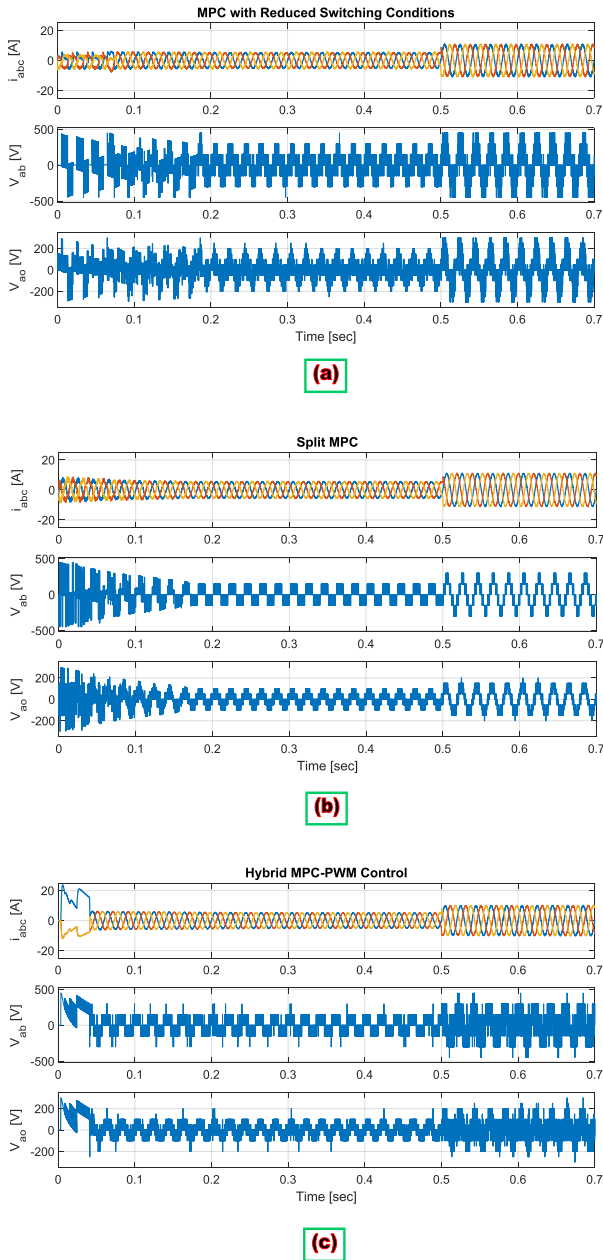 MPC with Reduced Switching Conditions
20
0
-20
i_abc [A]
0 0.1 0.2 0.3 0.4 0.5 0.6 0.7
500
0
-500
V_ab [V]
0 0.1 0.2 0.3 0.4 0.5 0.6 0.7
200
0
-200
V_ao [V]
0 0.1 0.2 0.3 0.4 0.5 0.6 0.7
Time [sec]
(a)
Split MPC
20
0
-20
i_abc [A]
0 0.1 0.2 0.3 0.4 0.5 0.6 0.7
500
0
-500
V_ab [V]
0 0.1 0.2 0.3 0.4 0.5 0.6 0.7
200
0
-200
V_ao [V]
0 0.1 0.2 0.3 0.4 0.5 0.6 0.7
Time [sec]
(b)
Hybrid MPC-PWM Control
20
0
-20
i_abc [A]
0 0.1 0.2 0.3 0.4 0.5 0.6 0.7
500
0
-500
V_ab [V]
0 0.1 0.2 0.3 0.4 0.5 0.6 0.7
200
0
-200
V_ao [V]
0 0.1 0.2 0.3 0.4 0.5 0.6 0.7
Time [sec]
(c)